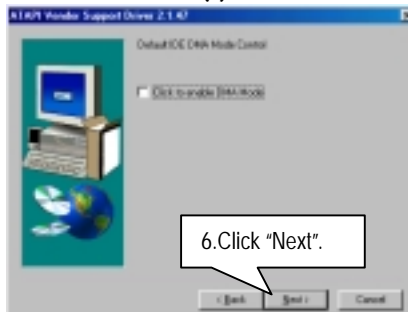 ATAPI Vendor Support Driver 2.1.47
Default IDE DMA Mode Control
Click to enable DMA Mode
6.Click “Next”.
< Back Next > Cancel